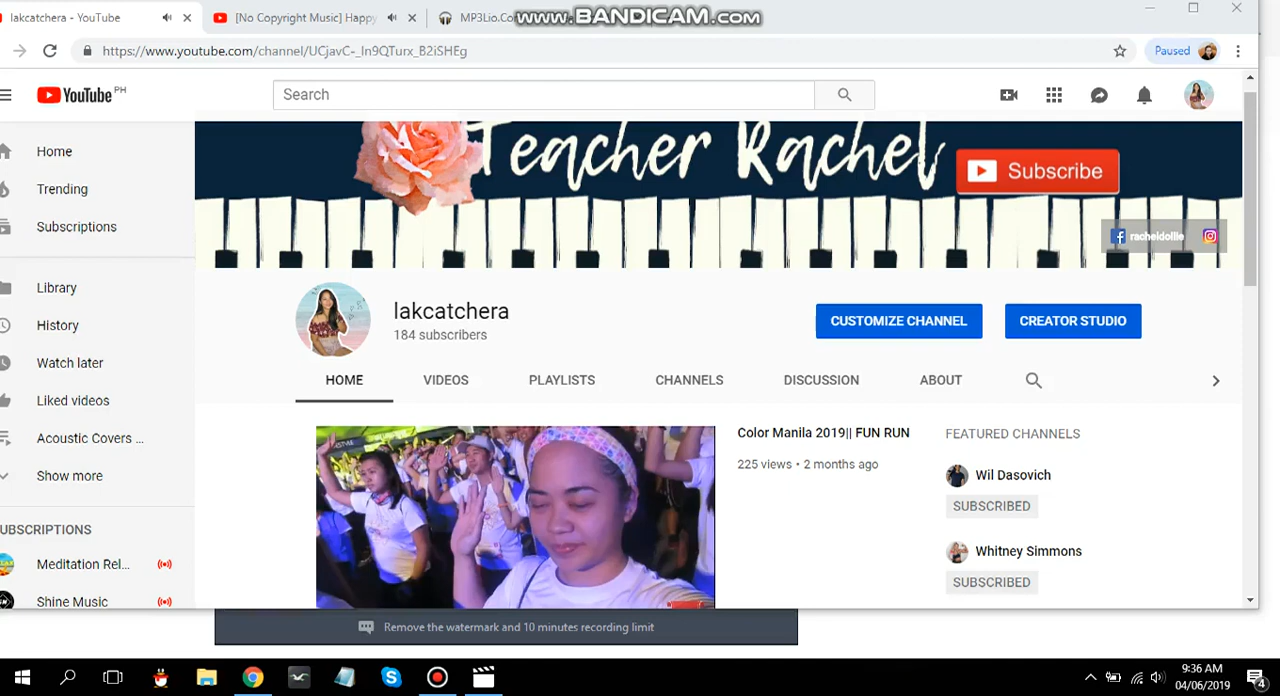 lakcatchera - YouTube
[No Copyright Music] Happy
MP3Lio.Co
www.BANDICAM.com
https://www.youtube.com/channel/UCjavC-_ln9QTurx_B2iSHEg
Paused
YouTube PH
Search
Home
Trending
Subscriptions
Library
History
Watch later
Liked videos
Acoustic Covers ...
Show more
SUBSCRIPTIONS
Meditation Rel...
Shine Music
Teacher Rachel
Subscribe
racheldollie
lakcatchera
184 subscribers
CUSTOMIZE CHANNEL
CREATOR STUDIO
HOME VIDEOS PLAYLISTS CHANNELS DISCUSSION ABOUT
Color Manila 2019|| FUN RUN
225 views • 2 months ago
FEATURED CHANNELS
Wil Dasovich
SUBSCRIBED
Whitney Simmons
SUBSCRIBED
Remove the watermark and 10 minutes recording limit
9:36 AM
04/06/2019
4